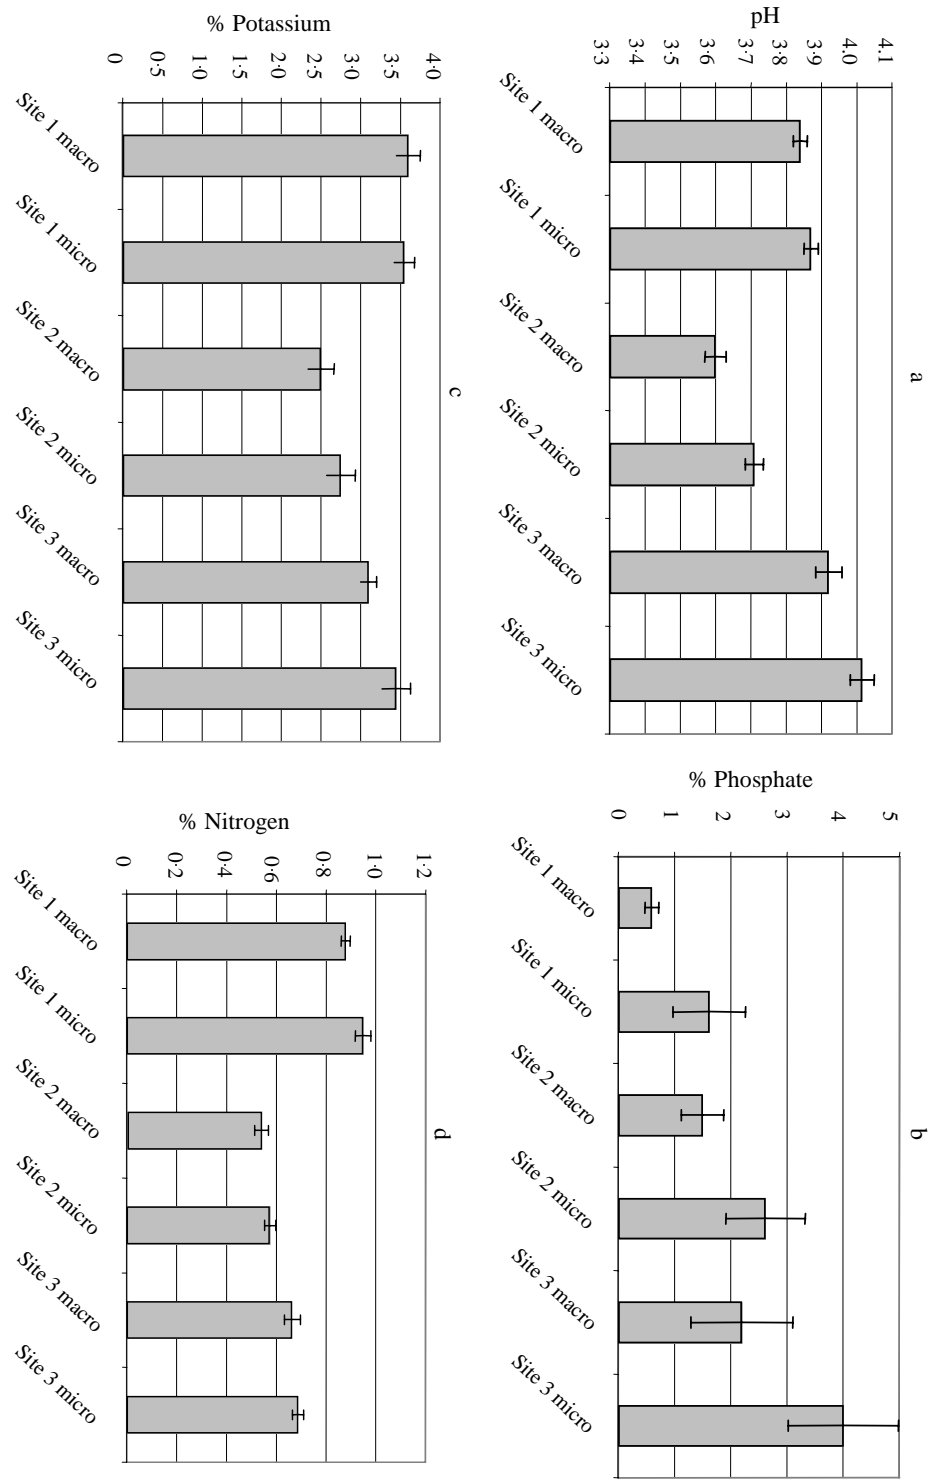 a
pH
4·1
4·0
3·9
3·8
3·7
3·6
3·5
3·4
3·3
Site 1 macro
Site 1 micro
Site 2 macro
Site 2 micro
Site 3 macro
Site 3 micro
b
% Phosphate
5
4
3
2
1
0
Site 1 macro
Site 1 micro
Site 2 macro
Site 2 micro
Site 3 macro
Site 3 micro
c
% Potassium
4·0
3·5
3·0
2·5
2·0
1·5
1·0
0·5
0
Site 1 macro
Site 1 micro
Site 2 macro
Site 2 micro
Site 3 macro
Site 3 micro
d
% Nitrogen
1·2
1·0
0·8
0·6
0·4
0·2
0
Site 1 macro
Site 1 micro
Site 2 macro
Site 2 micro
Site 3 macro
Site 3 micro